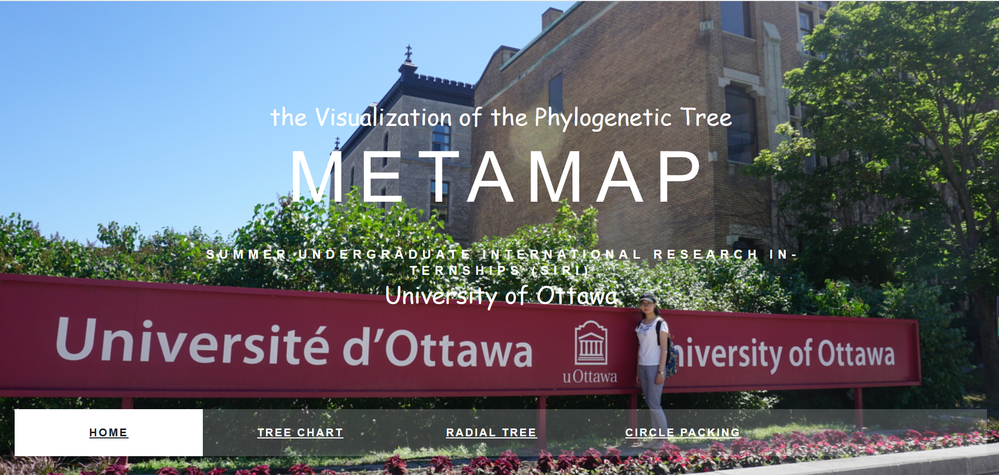 the Visualization of the Phylogenetic Tree
METAMAP
SUMMER UNDERGRADUATE INTERNATIONAL RESEARCH IN-
TERNSHIPS (SIRI)
University of Ottawa
Université d'Ottawa
uOttawa
niversity of Ottawa
HOME
TREE CHART
RADIAL TREE
CIRCLE PACKING